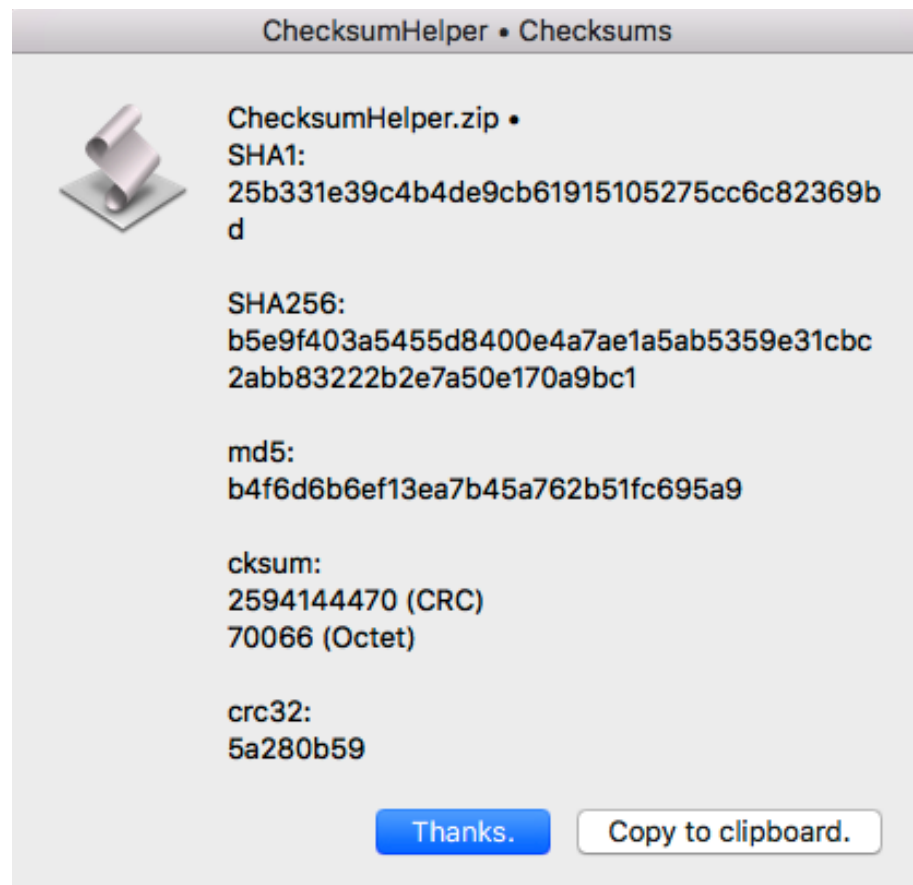 ChecksumHelper • Checksums
ChecksumHelper.zip •
SHA1:
25b331e39c4b4de9cb61915105275cc6c82369b
d
SHA256:
b5e9f403a5455d8400e4a7ae1a5ab5359e31cbc
2abb83222b2e7a50e170a9bc1
md5:
b4f6d6b6ef13ea7b45a762b51fc695a9
cksum:
2594144470 (CRC)
70066 (Octet)
crc32:
5a280b59
Thanks.
Copy to clipboard.